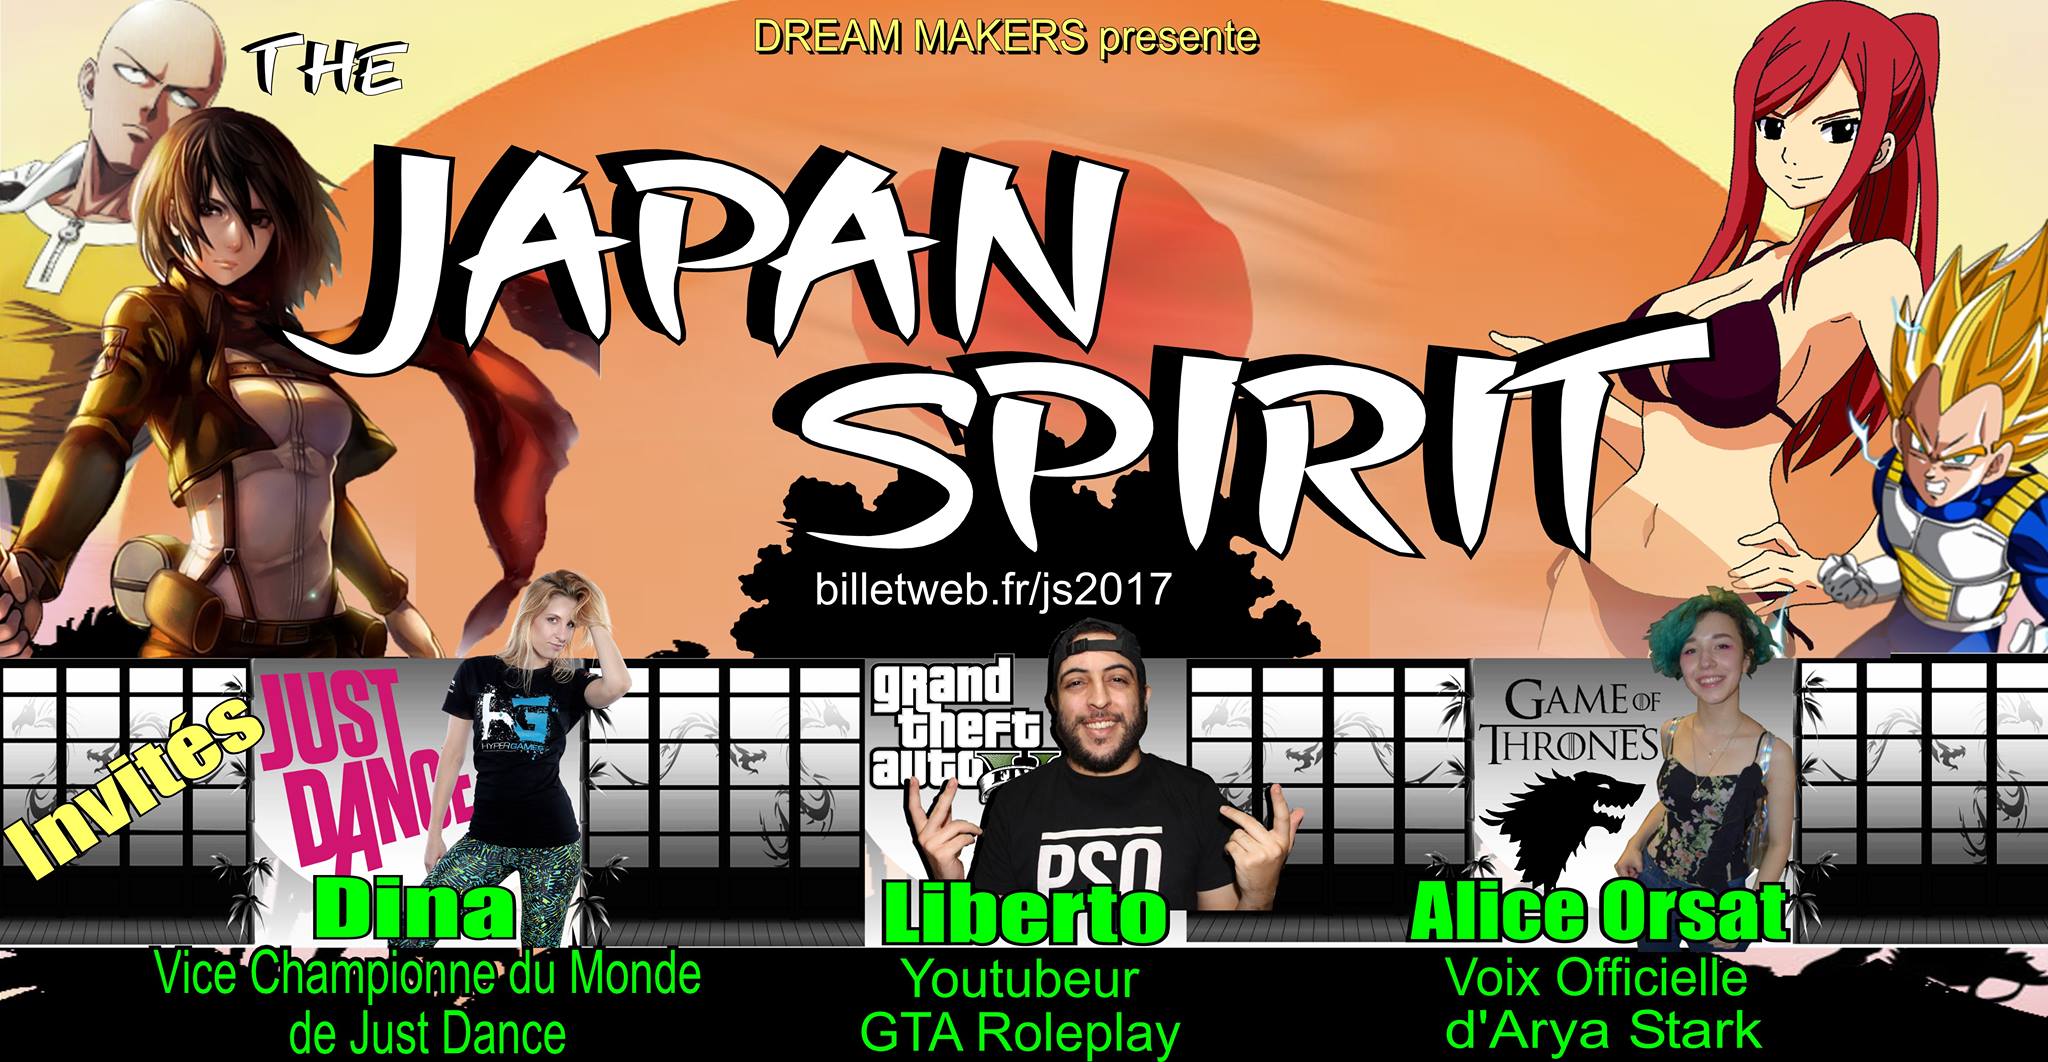 DREAM MAKERS presente
THE
JAPAN
SPIRIT
billetweb.fr/js2017
Invités
JUST
DANCE
HG
HYPERGAMES
Dina
Vice Championne du Monde
de Just Dance
grand
theft
auto V
FIVE
PSO
Liberto
Youtubeur
GTA Roleplay
GAME OF
THRONES
Alice Orsat
Voix Officielle
d'Arya Stark